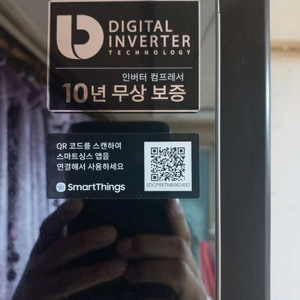 DIGITAL
INVERTER
TECHNOLOGY
인버터 컴프레서
10년 무상 보증
QR 코드를 스캔하여
스마트싱스 앱을
연결해서 사용하세요
SmartThings